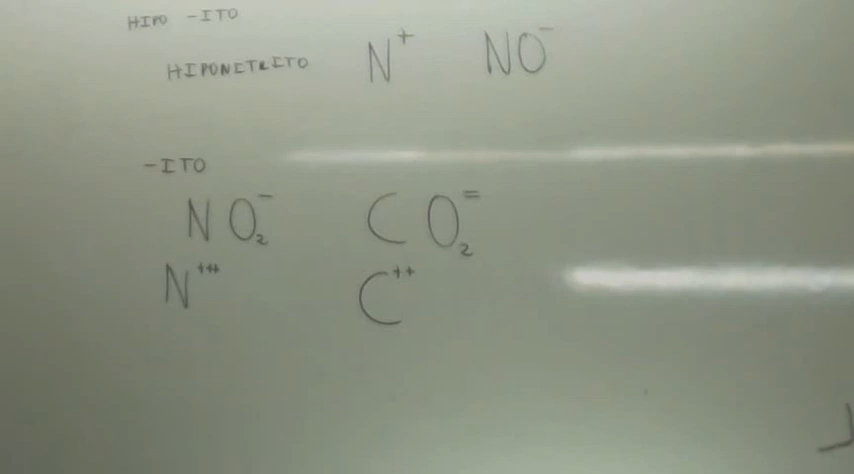 HIPO -ITO
HIPONITRITO N⁺ NO⁻
-ITO
NO₂⁻ CO₂⁼
N⁺⁺⁺ C⁺⁺